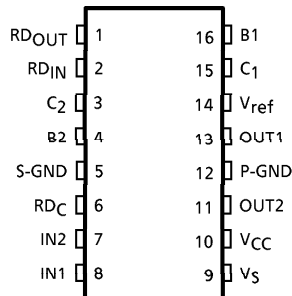 RDOUT 1 16 B1
RDIN 2 15 C1
C2 3 14 Vref
B2 4 13 OUT1
S-GND 5 12 P-GND
RDC 6 11 OUT2
IN2 7 10 VCC
IN1 8 9 VS